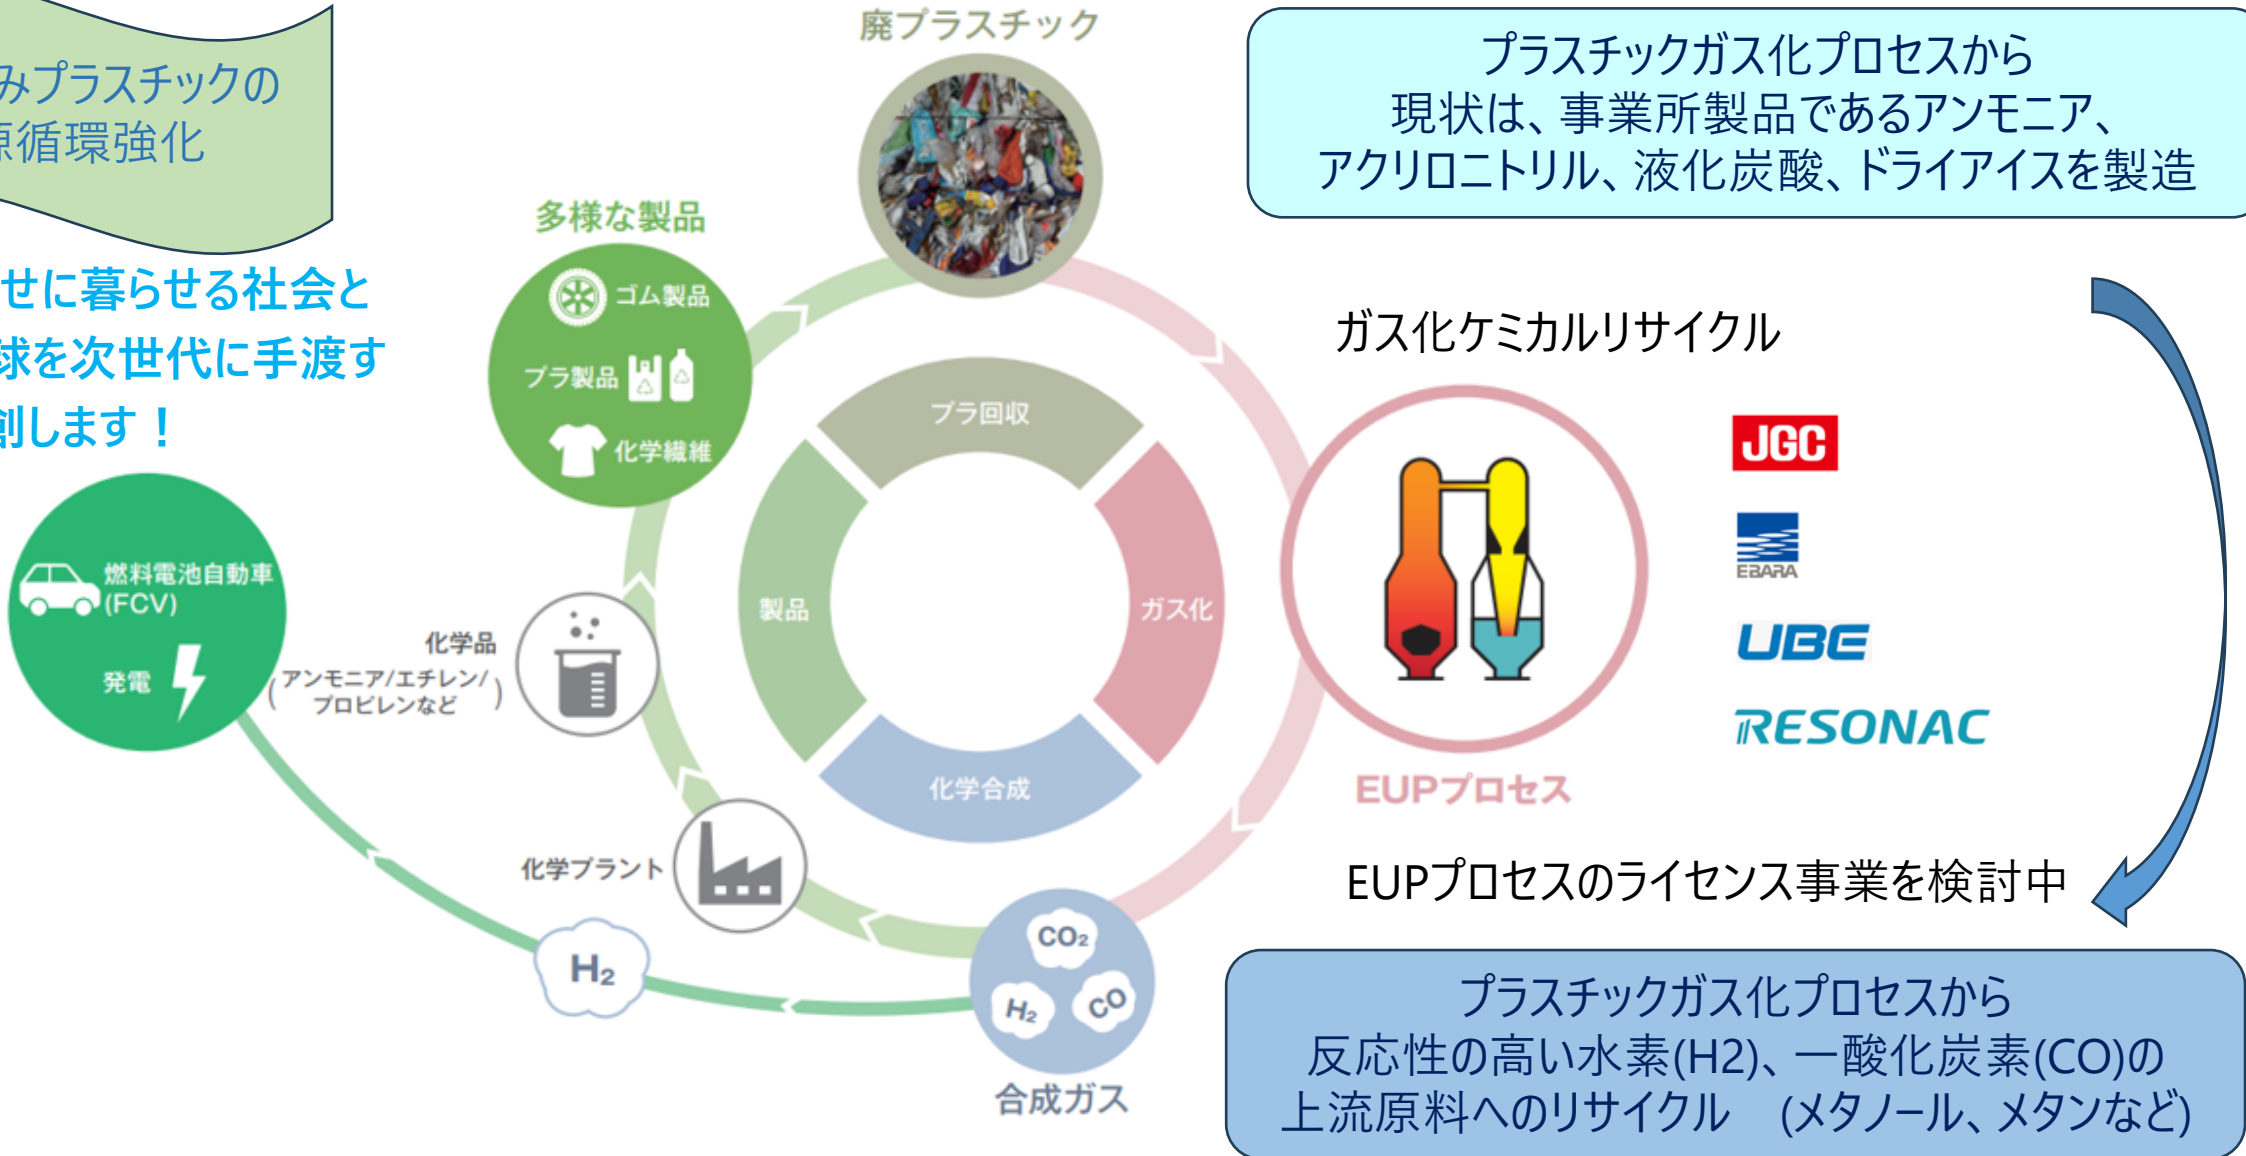 みプラスチックの
源循環強化
せに暮らせる社会と
球を次世代に手渡す
創します！
廃プラスチック
プラスチックガス化プロセスから
現状は、事業所製品であるアンモニア、
アクリロニトリル、液化炭酸、ドライアイスを製造
多様な製品
ゴム製品
プラ製品
化学繊維
ガス化ケミカルリサイクル
プラ回収
製品
ガス化
化学合成
JGC
EBARA
UBE
RESONAC
EUPプロセス
燃料電池自動車
(FCV)
発電
化学品
(アンモニア/エチレン/
プロピレンなど)
化学プラント
EUPプロセスのライセンス事業を検討中
H₂
CO₂
H₂
CO
合成ガス
プラスチックガス化プロセスから
反応性の高い水素(H2)、一酸化炭素(CO)の
上流原料へのリサイクル　(メタノール、メタンなど)